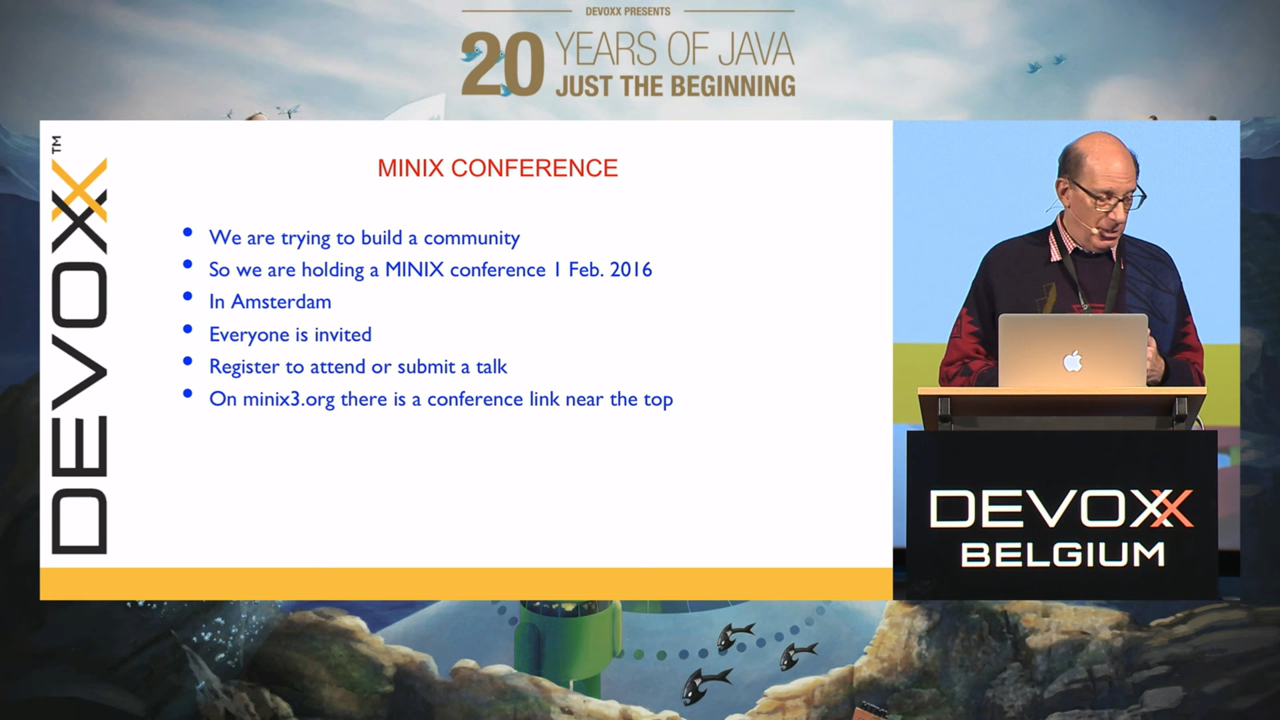 DEVOXX PRESENTS
20 YEARS OF JAVA
JUST THE BEGINNING
DEVOXX™
MINIX CONFERENCE
• We are trying to build a community
• So we are holding a MINIX conference 1 Feb. 2016
• In Amsterdam
• Everyone is invited
• Register to attend or submit a talk
• On minix3.org there is a conference link near the top
DEVOXX
BELGIUM